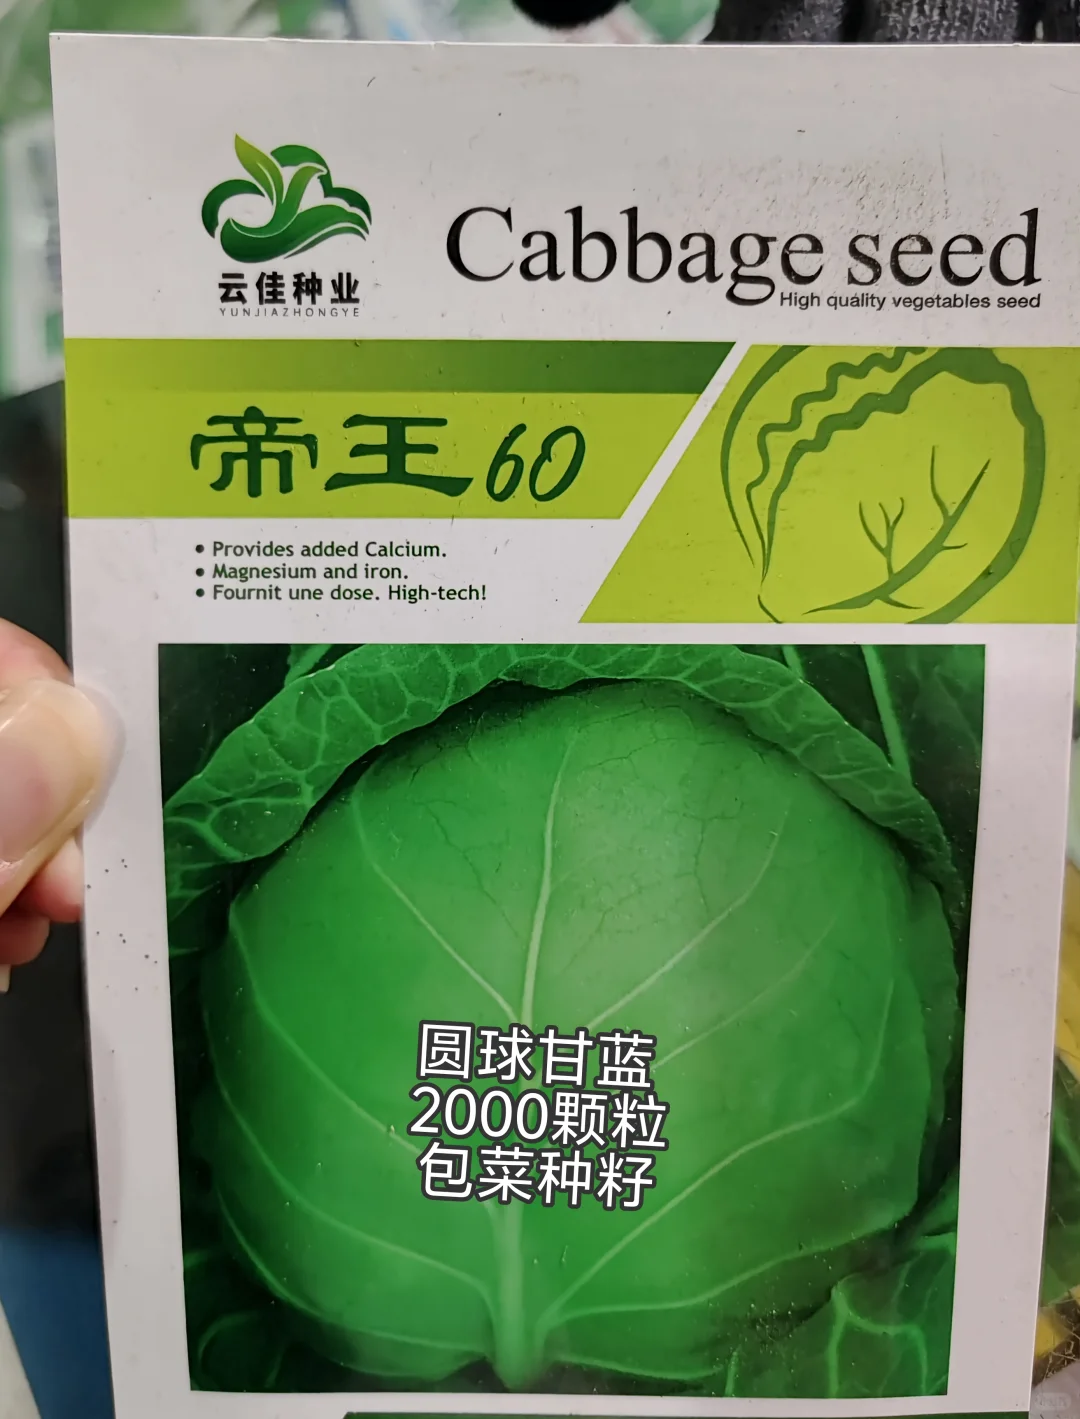 云佳种业
YUNJIAZHONGYE
Cabbage seed
High quality vegetables seed
帝王60
• Provides added Calcium.
• Magnesium and iron.
• Fournit une dose. High-tech!
圆球甘蓝
2000颗粒
包菜种籽